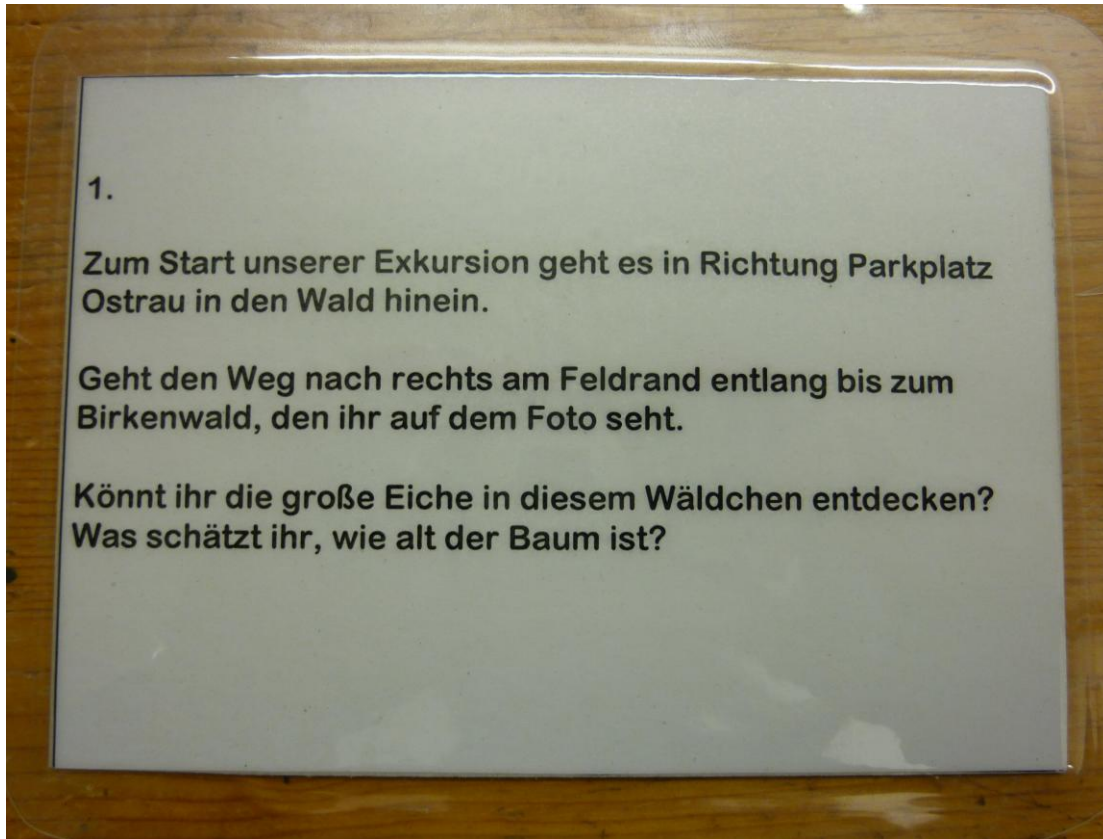 1.
Zum Start unserer Exkursion geht es in Richtung Parkplatz
Ostrau in den Wald hinein.
Geht den Weg nach rechts am Feldrand entlang bis zum
Birkenwald, den ihr auf dem Foto seht.
Könnt ihr die große Eiche in diesem Wäldchen entdecken?
Was schätzt ihr, wie alt der Baum ist?